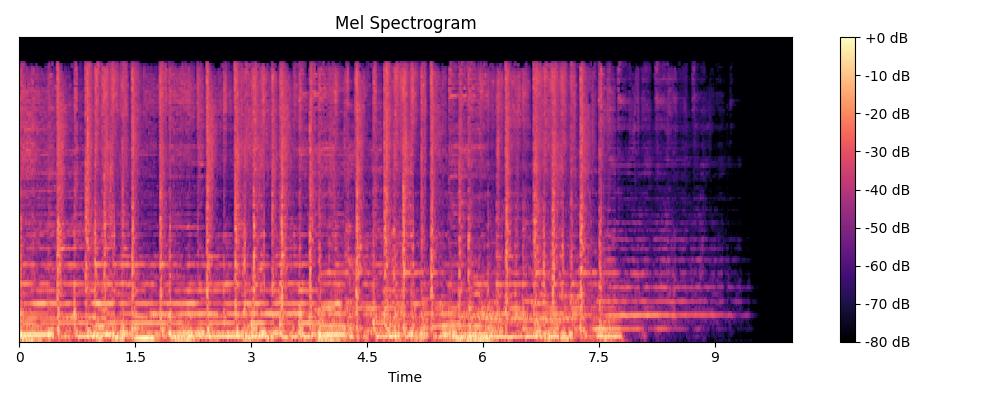 Mel Spectrogram
+0 dB
-10 dB
-20 dB
-30 dB
-40 dB
-50 dB
-60 dB
-70 dB
-80 dB
0 1.5 3 4.5 6 7.5 9
Time